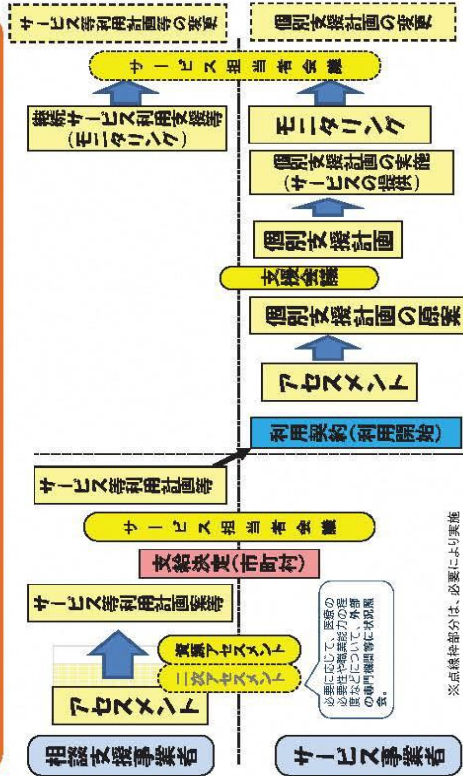 相談支援事業者
アセスメント
二次アセスメント
資源アセスメント
サービス等利用計画案等
支給決定(市町村)
サービス担当者会議
サービス等利用計画等
継続サービス利用支援等
(モニタリング)
サービス担当者会議
サービス等利用計画等の変更
サービス事業者
必要に応じて、医療の
必要性や職業能力の程
度などについて、外部
の専門機関等に状況照
会。
利用契約(利用開始)
アセスメント
個別支援計画の原案
支援会議
個別支援計画
個別支援計画の実施
(サービスの提供)
モニタリング
個別支援計画の変更
※点線枠部分は、必要により実施